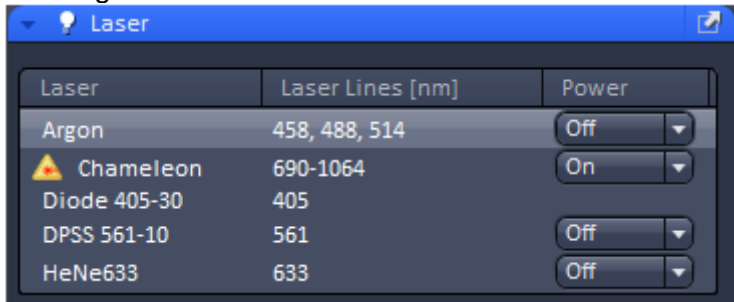 Laser
Laser Laser Lines [nm] Power
Argon 458, 488, 514 Off
Chameleon 690-1064 On
Diode 405-30 405
DPSS 561-10 561 Off
HeNe633 633 Off